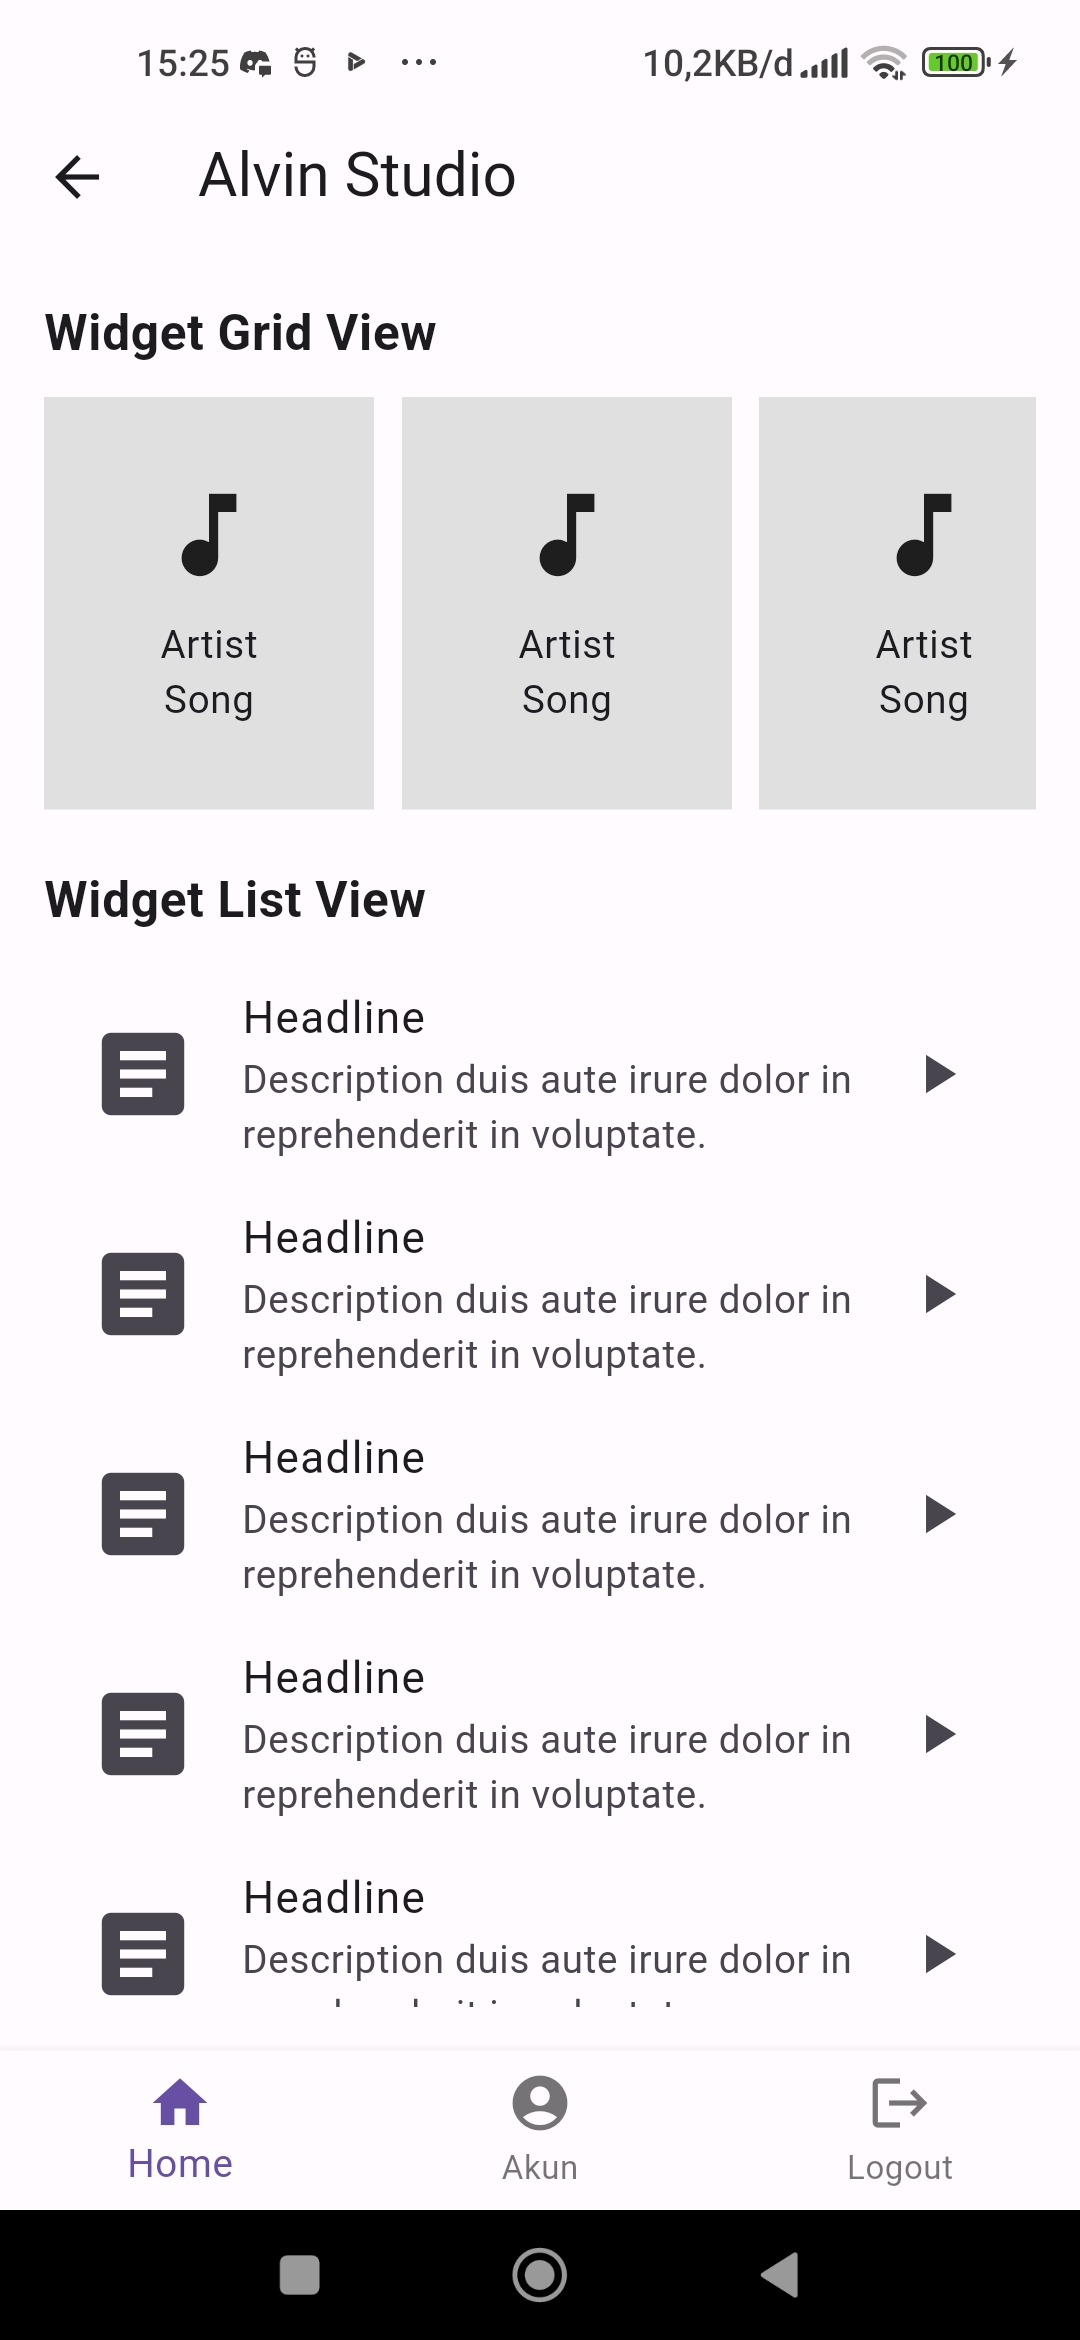 15:25
10,2KB/d
100
Alvin Studio
Widget Grid View
Artist
Song
Artist
Song
Artist
Song
Widget List View
Headline
Description duis aute irure dolor in
reprehenderit in voluptate.
Headline
Description duis aute irure dolor in
reprehenderit in voluptate.
Headline
Description duis aute irure dolor in
reprehenderit in voluptate.
Headline
Description duis aute irure dolor in
reprehenderit in voluptate.
Headline
Description duis aute irure dolor in
Home
Akun
Logout